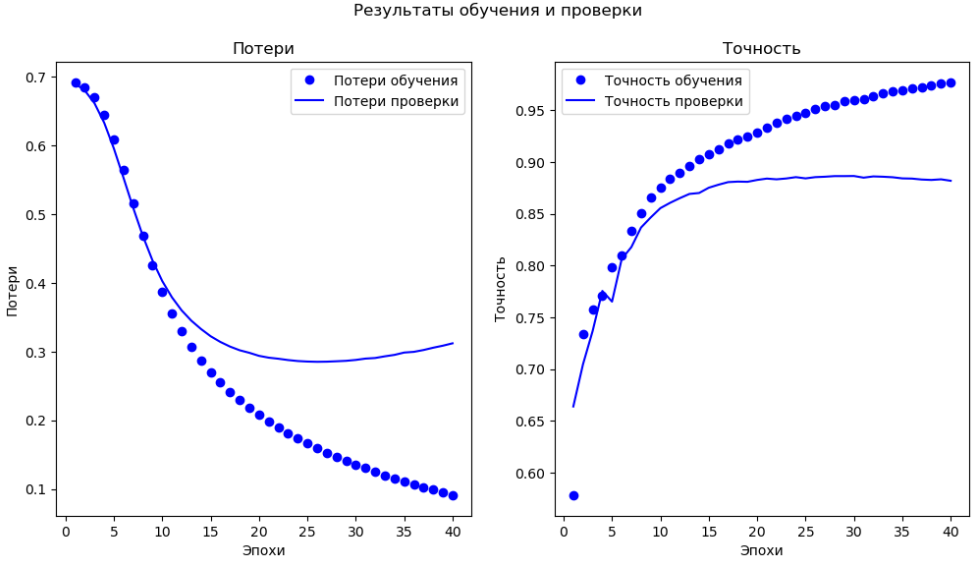 Результаты обучения и проверки
Потери
Потери обучения
Потери проверки
0.7
0.6
0.5
0.4
0.3
0.2
0.1
Потери
0 5 10 15 20 25 30 35 40
Эпохи
Точность
Точность обучения
Точность проверки
0.95
0.90
0.85
0.80
0.75
0.70
0.65
0.60
Точность
0 5 10 15 20 25 30 35 40
Эпохи